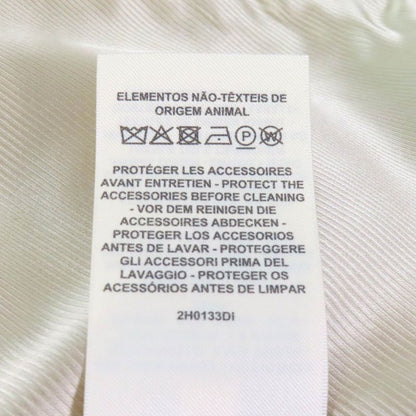 ELEMENTOS NÃO-TÊXTEIS DE
ORIGEM ANIMAL
P
W
PROTÉGER LES ACCESSOIRES
AVANT ENTRETIEN - PROTECT THE
ACCESSORIES BEFORE CLEANING
- VOR DEM REINIGEN DIE
ACCESSOIRES ABDECKEN -
PROTEGER LOS ACCESORIOS
ANTES DE LAVAR - PROTEGGERE
GLI ACCESSORI PRIMA DEL
LAVAGGIO - PROTEGER OS
ACESSÓRIOS ANTES DE LIMPAR
2H0133DI